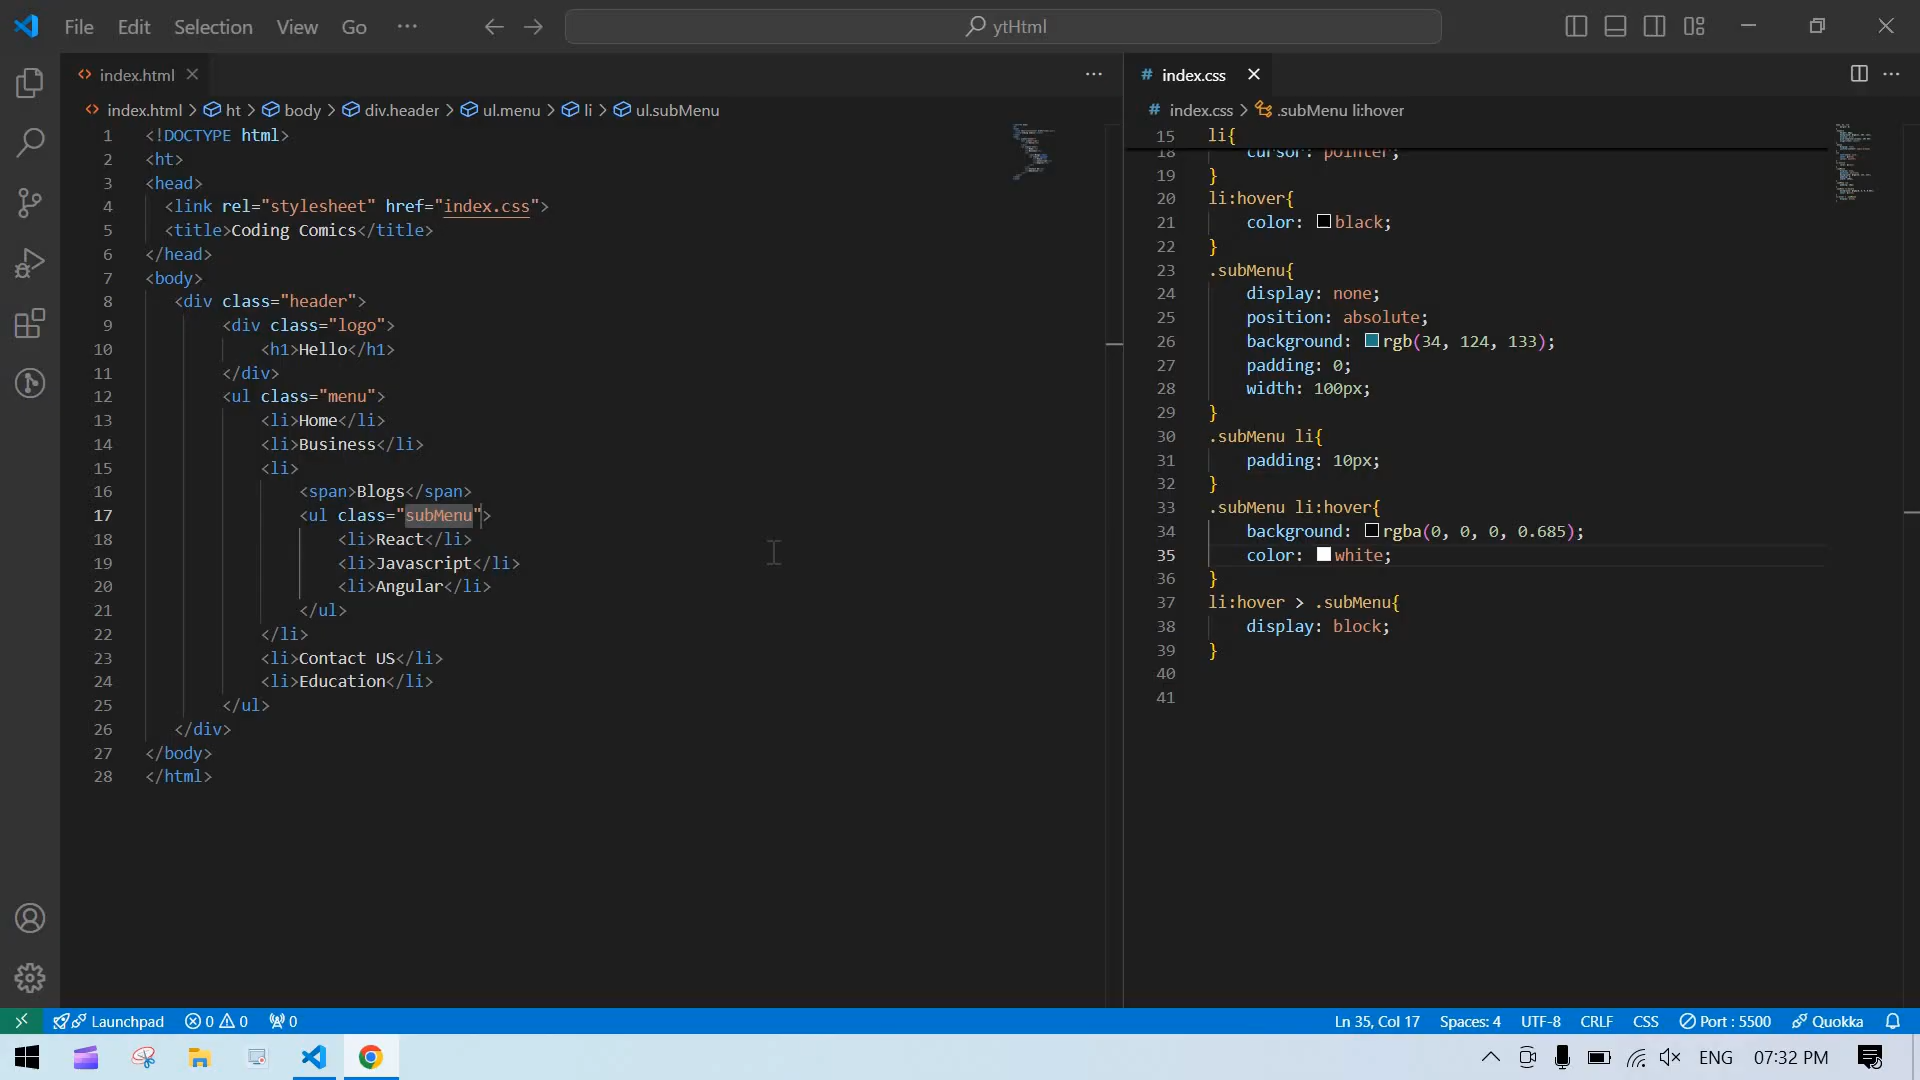 File Edit Selection View Go ··· ytHtml
index.html
index.html > ht > body > div.header > ul.menu > li > ul.subMenu
1 <!DOCTYPE html>
2 <ht>
3 <head>
4 <link rel="stylesheet" href="index.css">
5 <title>Coding Comics</title>
6 </head>
7 <body>
8 <div class="header">
9 <div class="logo">
10 <h1>Hello</h1>
11 </div>
12 <ul class="menu">
13 <li>Home</li>
14 <li>Business</li>
15 <li>
16 <span>Blogs</span>
17 <ul class="subMenu">
18 <li>React</li>
19 <li>Javascript</li>
20 <li>Angular</li>
21 </ul>
22 </li>
23 <li>Contact US</li>
24 <li>Education</li>
25 </ul>
26 </div>
27 </body>
28 </html>
# index.css
# index.css > .subMenu li:hover
15 li{
18 cursor: pointer;
19 }
20 li:hover{
21 color: black;
22 }
23 .subMenu{
24 display: none;
25 position: absolute;
26 background: rgb(34, 124, 133);
27 padding: 0;
28 width: 100px;
29 }
30 .subMenu li{
31 padding: 10px;
32 }
33 .subMenu li:hover{
34 background: rgba(0, 0, 0, 0.685);
35 color: white;
36 }
37 li:hover > .subMenu{
38 display: block;
39 }
40
41
Launchpad 0 0 0 Ln 35, Col 17 Spaces: 4 UTF-8 CRLF CSS Port : 5500 Quokka
ENG 07:32 PM